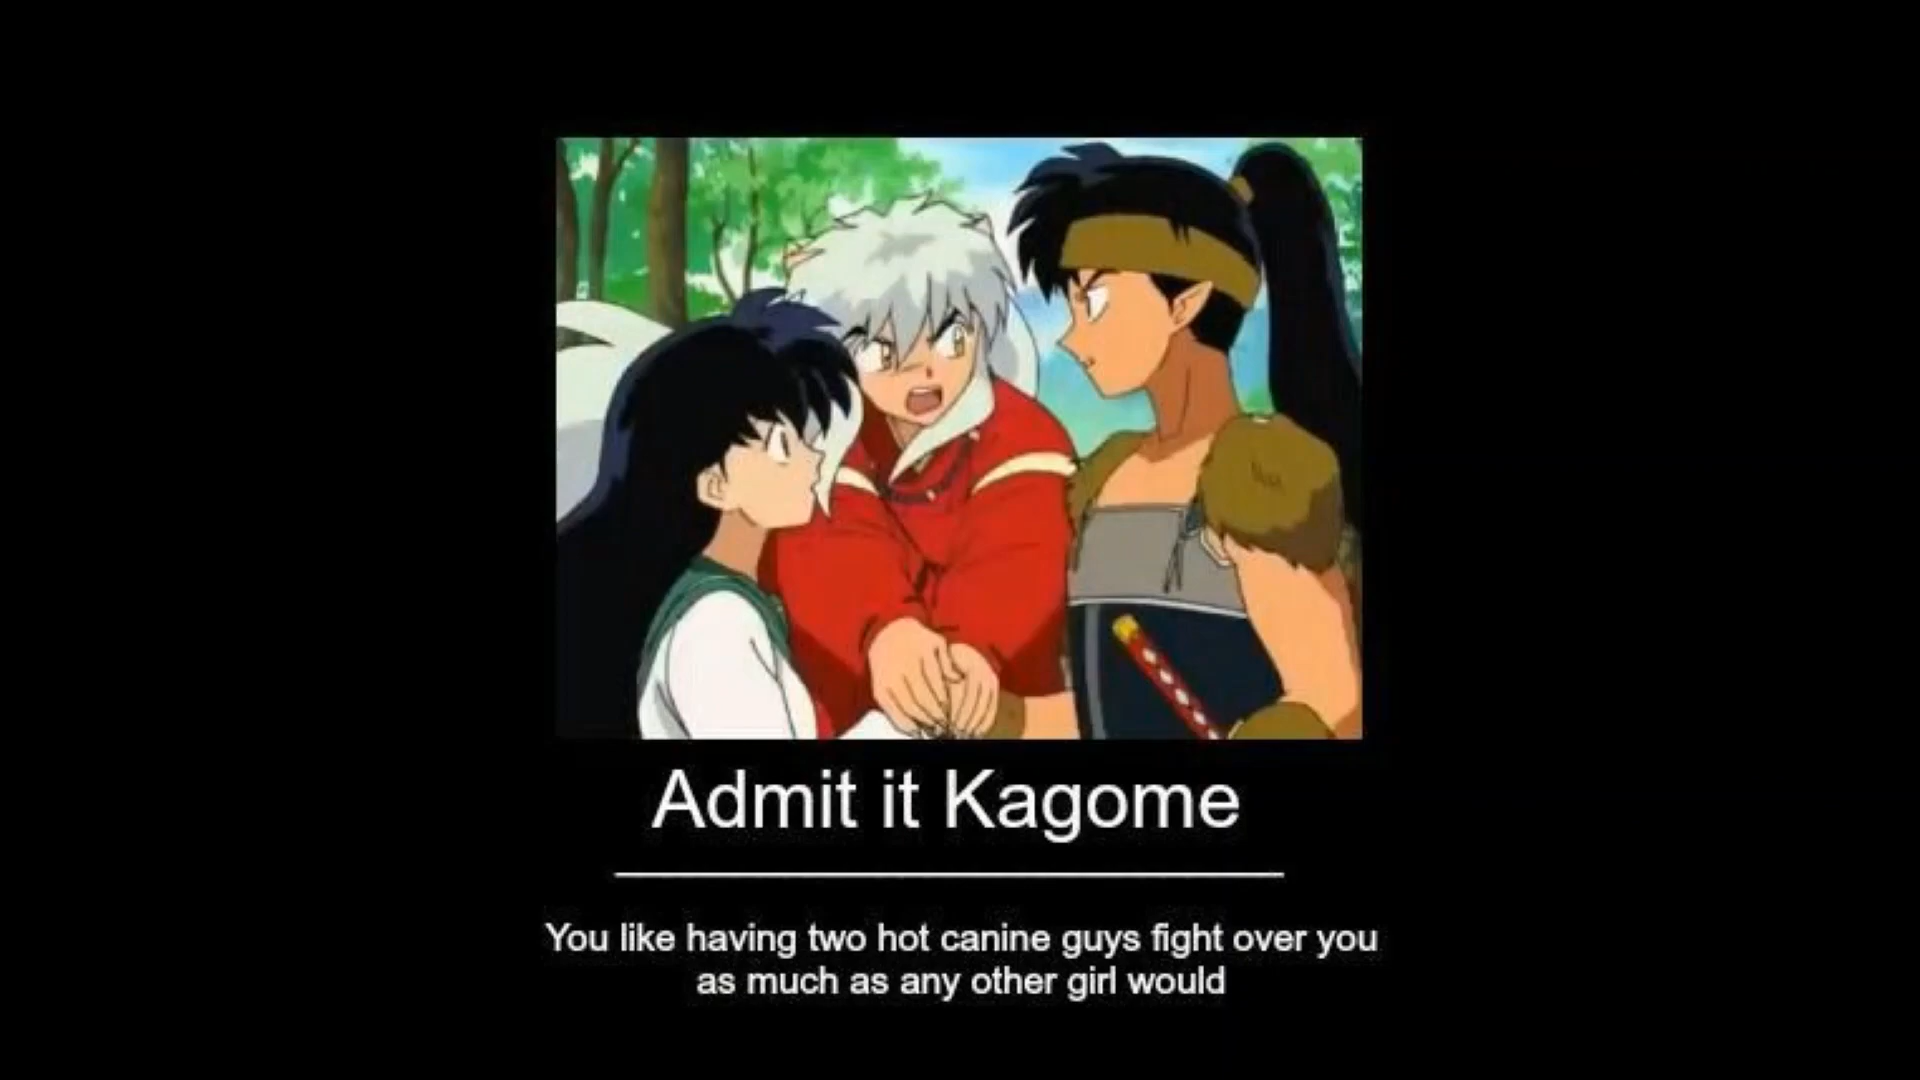 Admit it Kagome
You like having two hot canine guys fight over you
as much as any other girl would